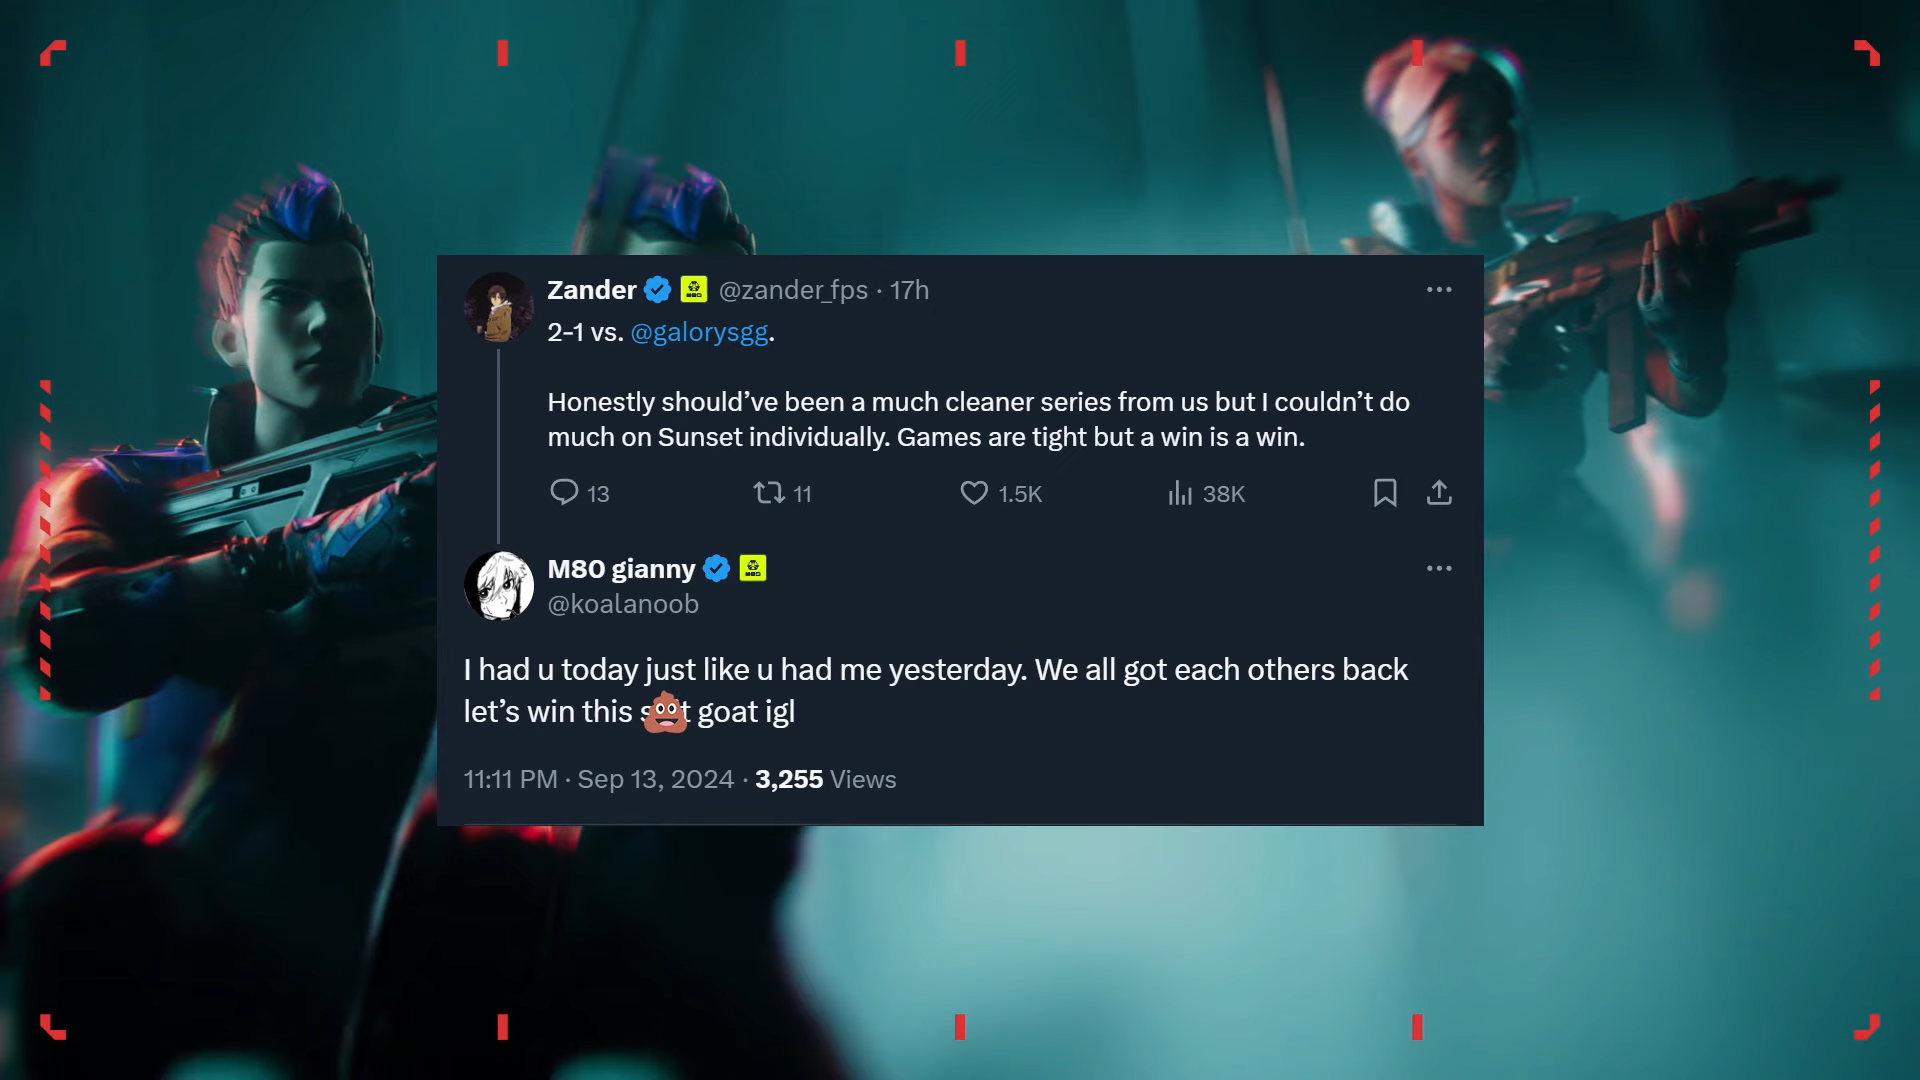 Zander M80 @zander_fps · 17h
2-1 vs. @galorysgg.
Honestly should’ve been a much cleaner series from us but I couldn’t do
much on Sunset individually. Games are tight but a win is a win.
13 11 1.5K 38K
M80 gianny M80
@koalanoob
I had u today just like u had me yesterday. We all got each others back
let’s win this s💩t goat igl
11:11 PM · Sep 13, 2024 · 3,255 Views